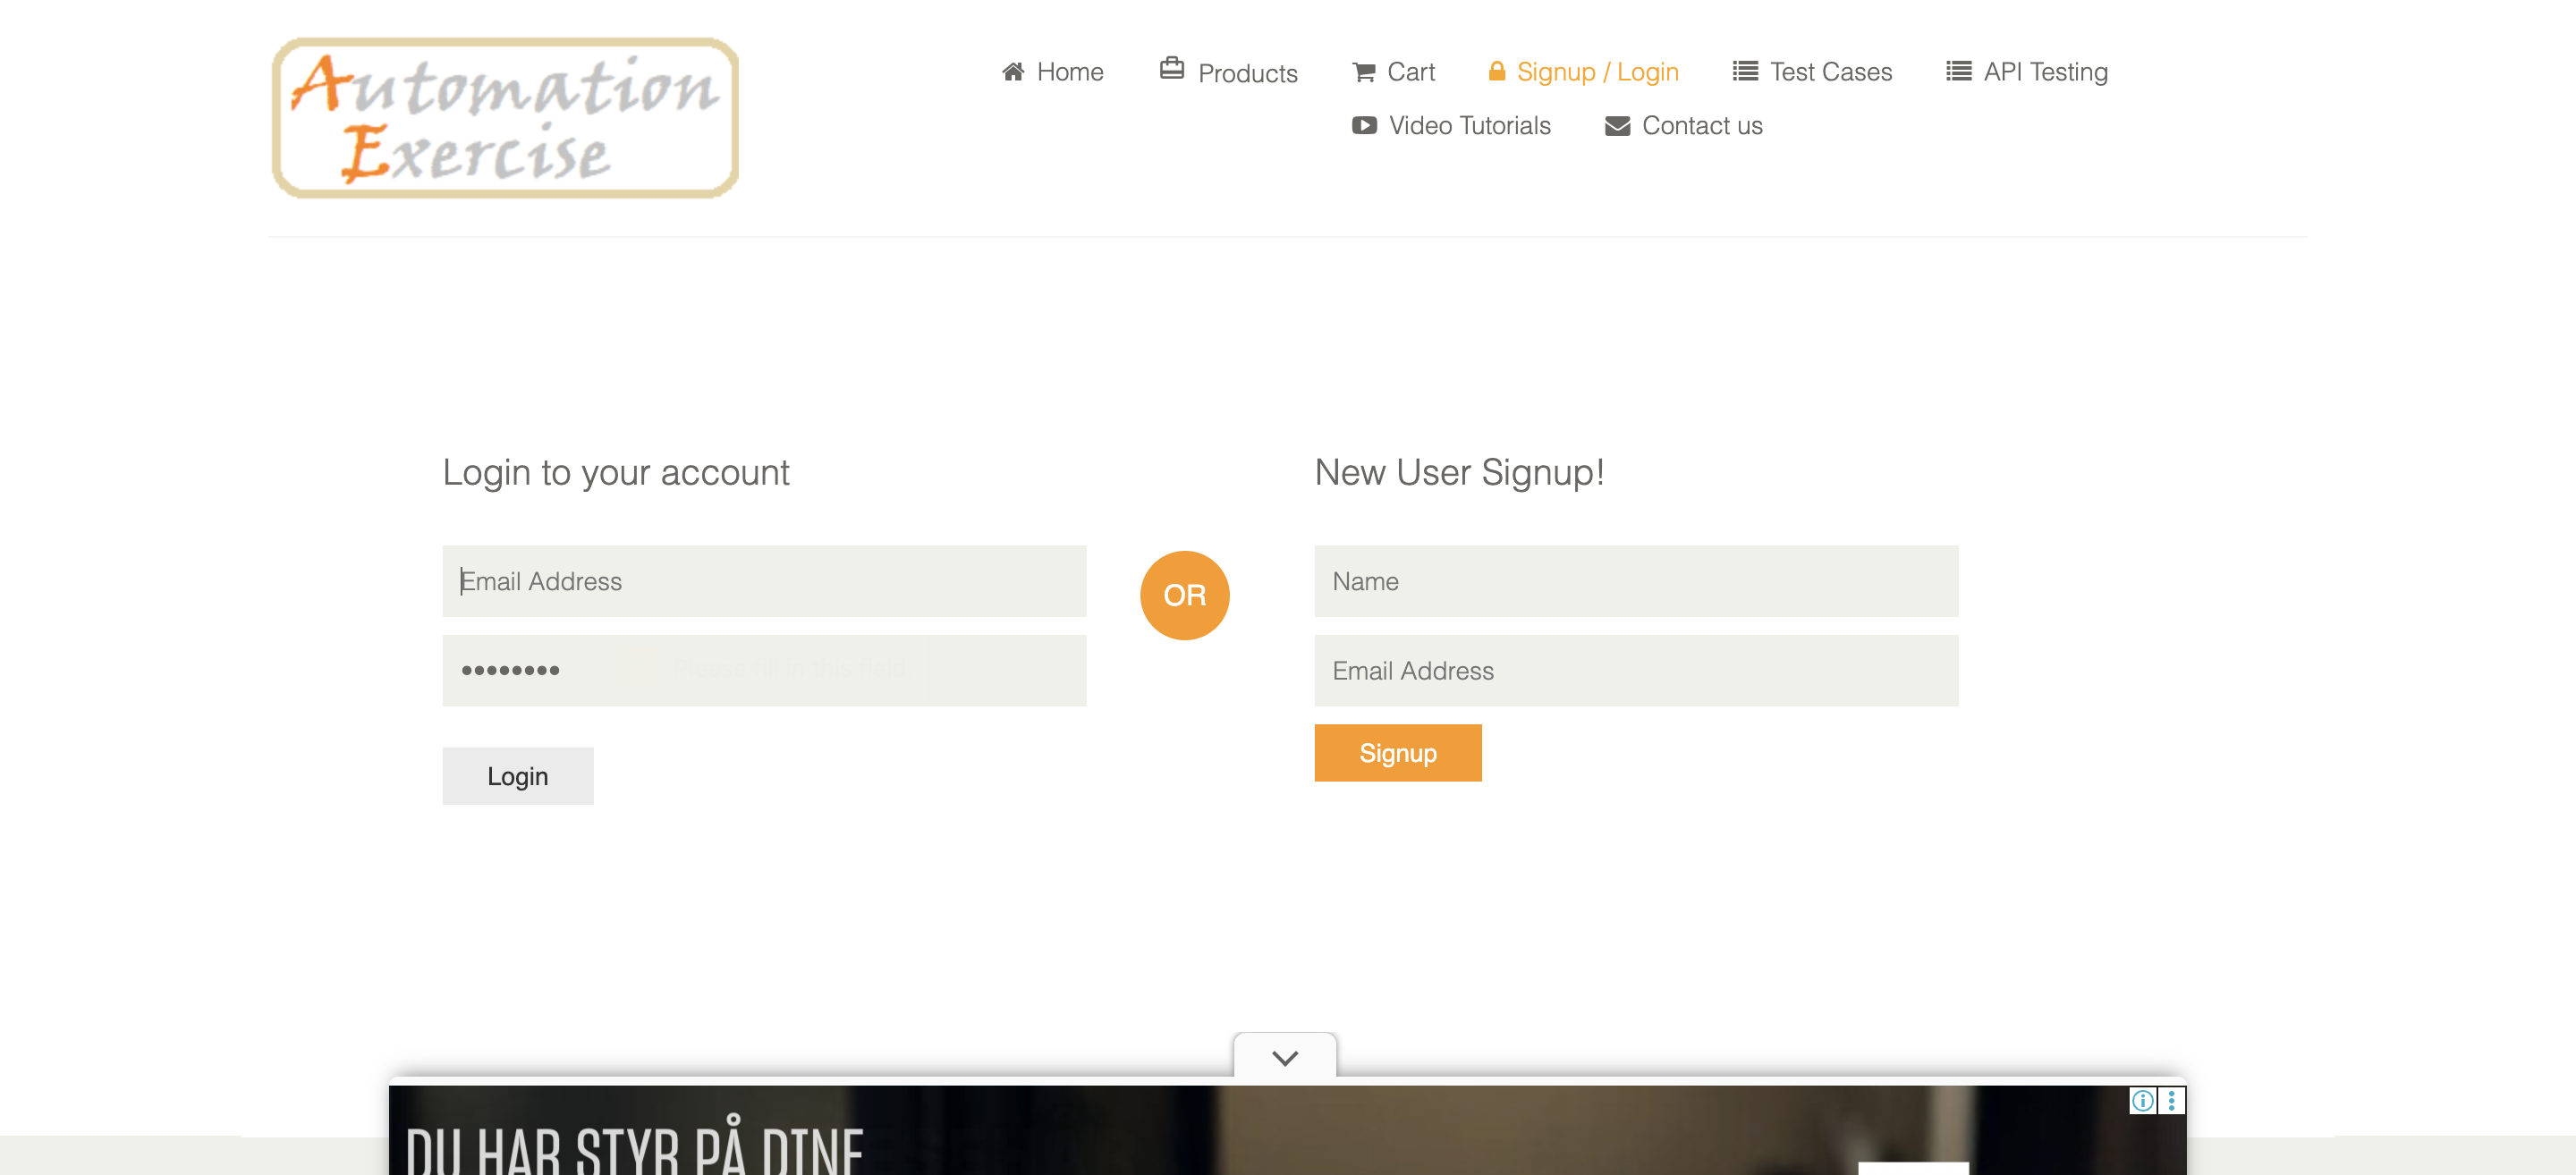 Automation
Exercise
Home
Products
Cart
Signup / Login
Test Cases
API Testing
Video Tutorials
Contact us
Login to your account
New User Signup!
Email Address
OR
Name
••••••••
Email Address
Login
Signup
DU HAR STYR PÅ DINE